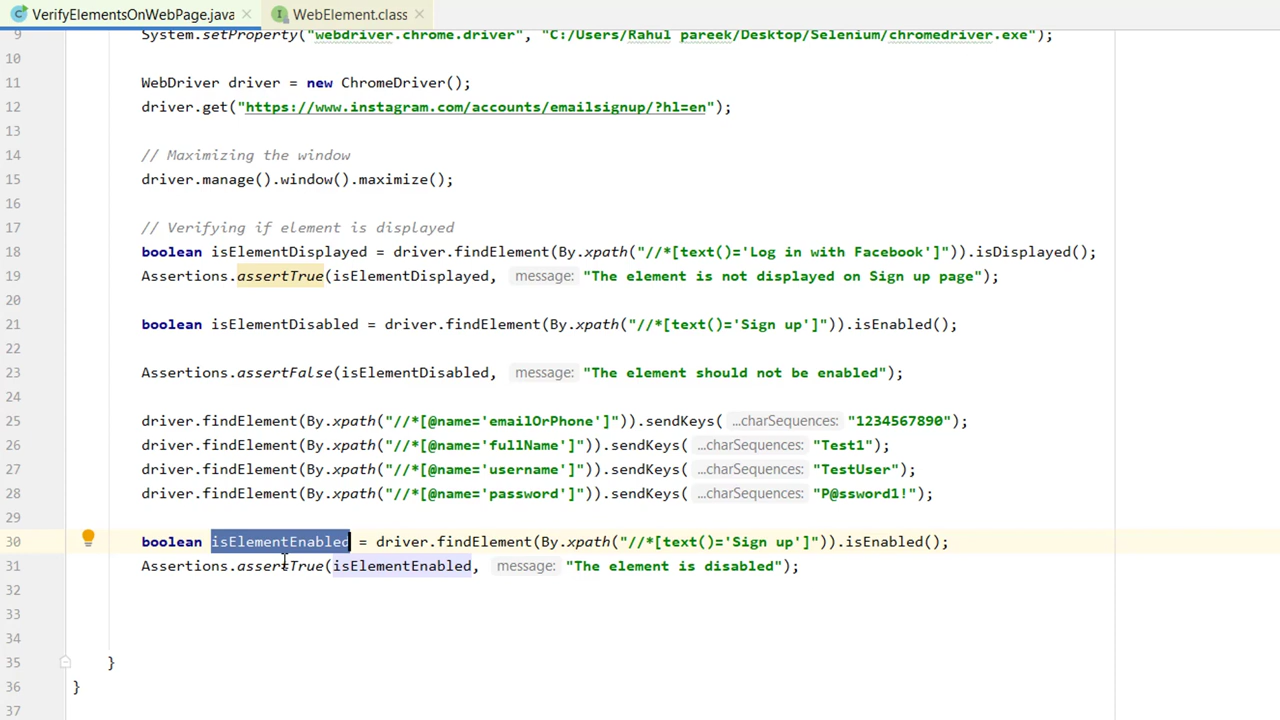 VerifyElementsOnWebPage.java × WebElement.class ×
9 System.setProperty("webdriver.chrome.driver", "C:/Users/Rahul pareek/Desktop/Selenium/chromedriver.exe");
10
11 WebDriver driver = new ChromeDriver();
12 driver.get("https://www.instagram.com/accounts/emailsignup/?hl=en");
13
14 // Maximizing the window
15 driver.manage().window().maximize();
16
17 // Verifying if element is displayed
18 boolean isElementDisplayed = driver.findElement(By.xpath("//*[text()='Log in with Facebook']")).isDisplayed();
19 Assertions.assertTrue(isElementDisplayed, message: "The element is not displayed on Sign up page");
20
21 boolean isElementDisabled = driver.findElement(By.xpath("//*[text()='Sign up']")).isEnabled();
22
23 Assertions.assertFalse(isElementDisabled, message: "The element should not be enabled");
24
25 driver.findElement(By.xpath("//*[@name='emailOrPhone']")).sendKeys( ...charSequences: "1234567890");
26 driver.findElement(By.xpath("//*[@name='fullName']")).sendKeys( ...charSequences: "Test1");
27 driver.findElement(By.xpath("//*[@name='username']")).sendKeys( ...charSequences: "TestUser");
28 driver.findElement(By.xpath("//*[@name='password']")).sendKeys( ...charSequences: "P@ssword1!");
29
30 boolean isElementEnabled = driver.findElement(By.xpath("//*[text()='Sign up']")).isEnabled();
31 Assertions.assertTrue(isElementEnabled, message: "The element is disabled");
32
33
34
35 }
36 }
37